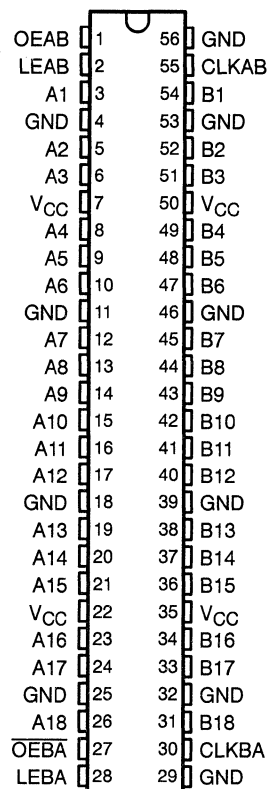 OEAB 1 56 GND
LEAB 2 55 CLKAB
A1 3 54 B1
GND 4 53 GND
A2 5 52 B2
A3 6 51 B3
VCC 7 50 VCC
A4 8 49 B4
A5 9 48 B5
A6 10 47 B6
GND 11 46 GND
A7 12 45 B7
A8 13 44 B8
A9 14 43 B9
A10 15 42 B10
A11 16 41 B11
A12 17 40 B12
GND 18 39 GND
A13 19 38 B13
A14 20 37 B14
A15 21 36 B15
VCC 22 35 VCC
A16 23 34 B16
A17 24 33 B17
GND 25 32 GND
A18 26 31 B18
O̅E̅B̅A̅ 27 30 CLKBA
LEBA 28 29 GND